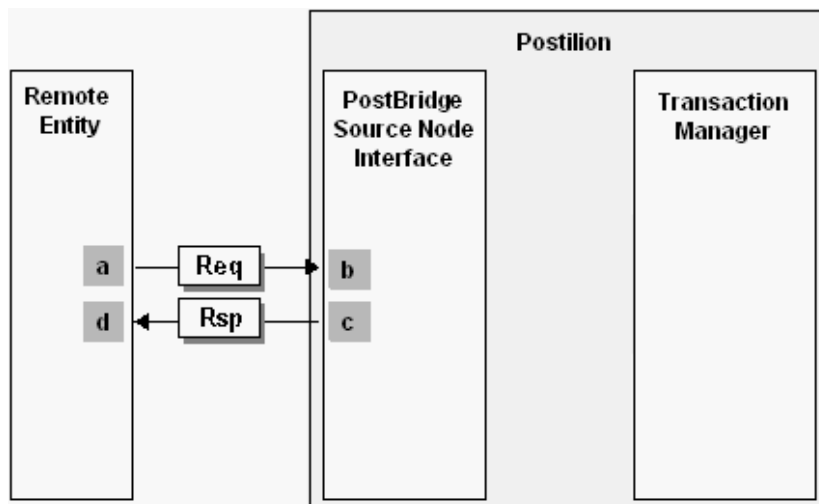 Postilion
Remote
Entity
PostBridge
Source Node
Interface
Transaction
Manager
a
Req
b
d
Rsp
c